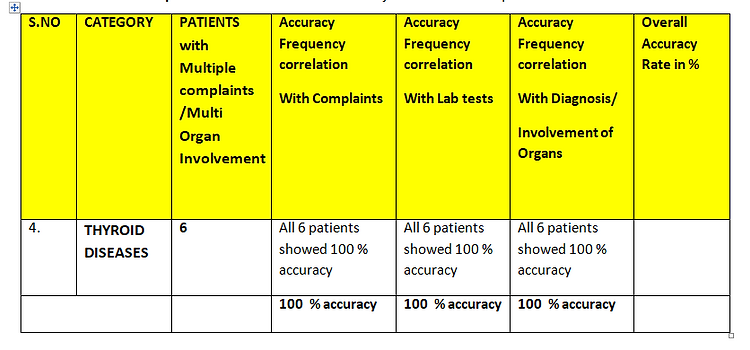 S.NO
CATEGORY
PATIENTS
with
Multiple
complaints
/Multi
Organ
Involvement
Accuracy
Frequency
correlation
With Complaints
Accuracy
Frequency
correlation
With Lab tests
Accuracy
Frequency
correlation
With Diagnosis/
Involvement of
Organs
Overall
Accuracy
Rate in %
4.
THYROID
DISEASES
6
All 6 patients
showed 100 %
accuracy
All 6 patients
showed 100 %
accuracy
All 6 patients
showed 100 %
accuracy
100 % accuracy
100 % accuracy
100 % accuracy